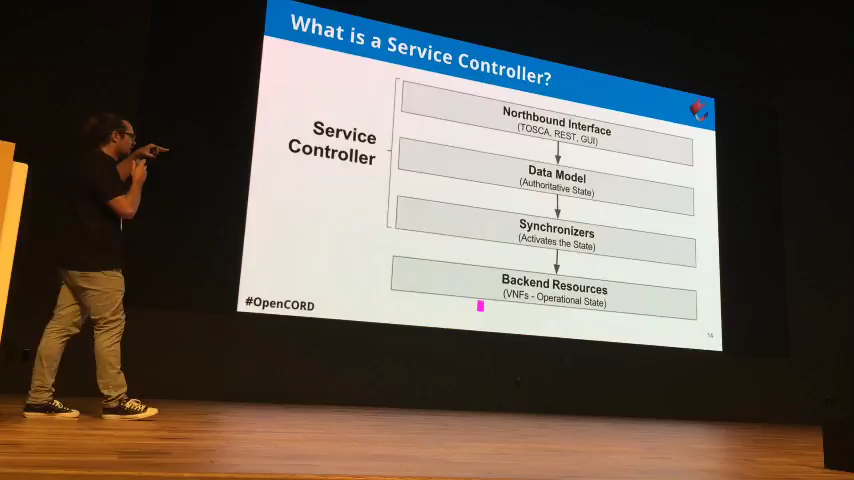 What is a Service Controller?
Service
Controller
Northbound Interface
(TOSCA, REST, GUI)
Data Model
(Authoritative State)
Synchronizers
(Activates the State)
Backend Resources
(VNFs - Operational State)
#OpenCORD
14